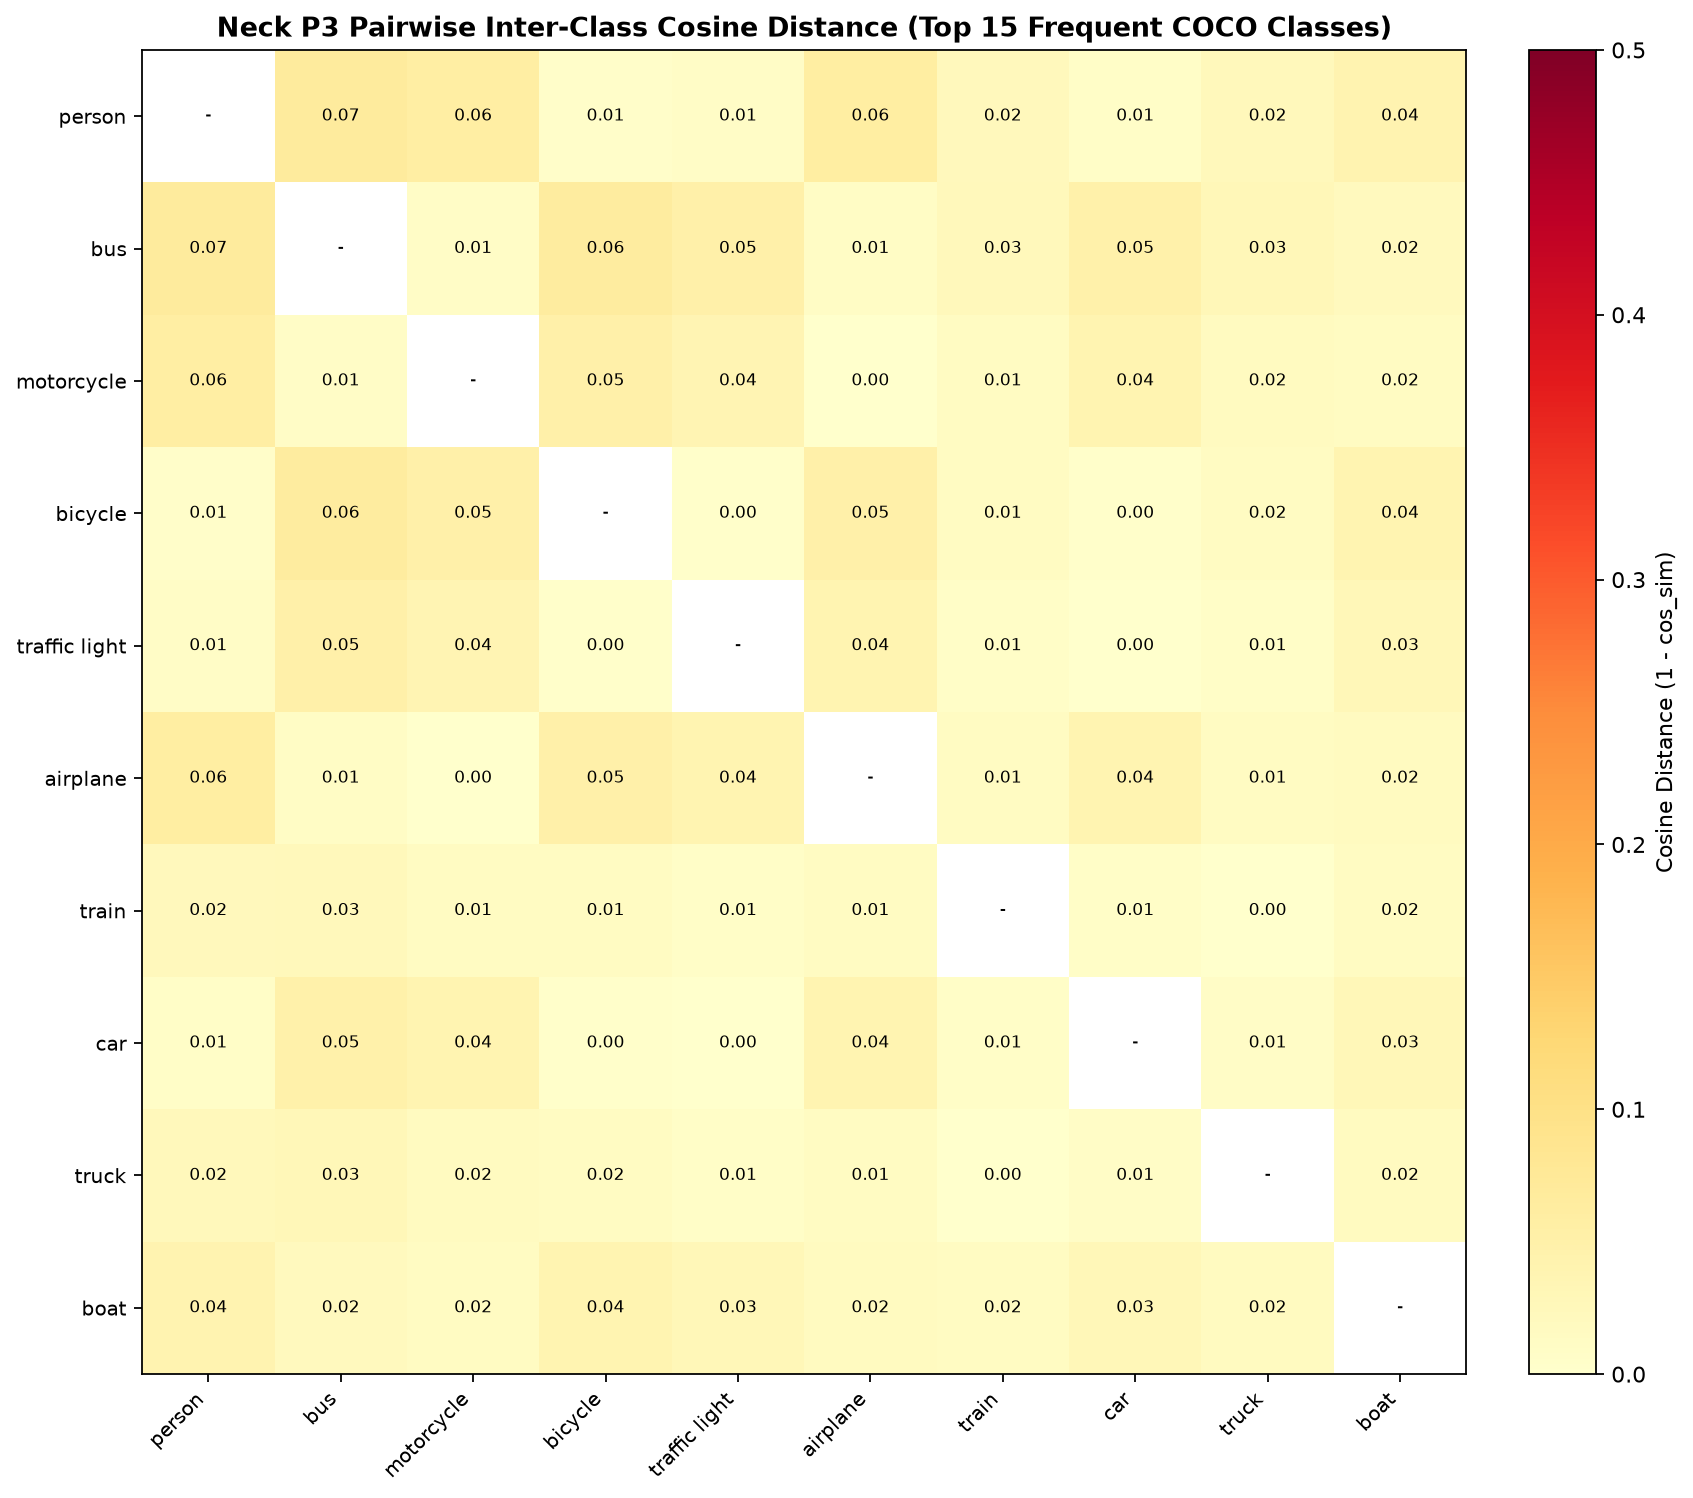 Neck P3 Pairwise Inter-Class Cosine Distance (Top 15 Frequent COCO Classes)
person - 0.07 0.06 0.01 0.01 0.06 0.02 0.01 0.02 0.04
bus 0.07 - 0.01 0.06 0.05 0.01 0.03 0.05 0.03 0.02
motorcycle 0.06 0.01 - 0.05 0.04 0.00 0.01 0.04 0.02 0.02
bicycle 0.01 0.06 0.05 - 0.00 0.05 0.01 0.00 0.02 0.04
traffic light 0.01 0.05 0.04 0.00 - 0.04 0.01 0.00 0.01 0.03
airplane 0.06 0.01 0.00 0.05 0.04 - 0.01 0.04 0.01 0.02
train 0.02 0.03 0.01 0.01 0.01 0.01 - 0.01 0.00 0.02
car 0.01 0.05 0.04 0.00 0.00 0.04 0.01 - 0.01 0.03
truck 0.02 0.03 0.02 0.02 0.01 0.01 0.00 0.01 - 0.02
boat 0.04 0.02 0.02 0.04 0.03 0.02 0.02 0.03 0.02 -
person bus motorcycle bicycle traffic light airplane train car truck boat
0.5
0.4
0.3
0.2
0.1
0.0
Cosine Distance (1 - cos_sim)